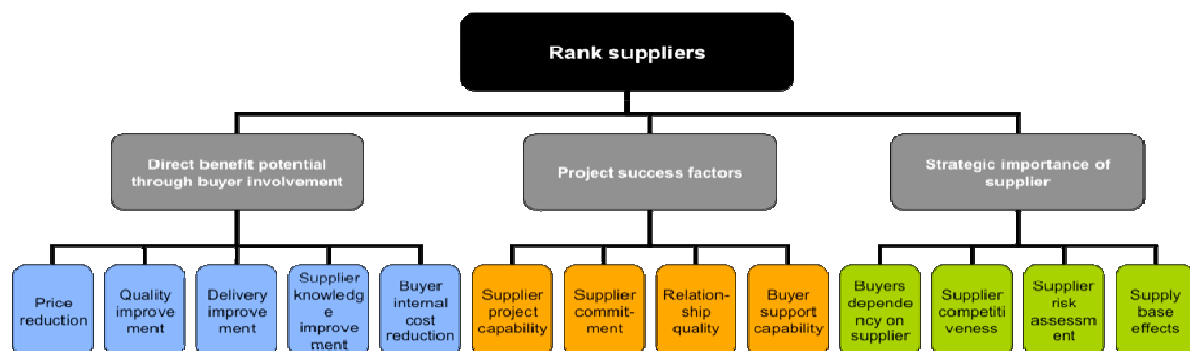 Rank suppliers
Direct benefit potential
through buyer involvement
Project success factors
Strategic importance of
supplier
Price
reduction
Quality
improve
ment
Delivery
improve
ment
Supplier
knowledg
e
improve
ment
Buyer
internal
cost
reduction
Supplier
project
capability
Supplier
commit-
ment
Relation-
ship
quality
Buyer
support
capability
Buyers
depende
ncy on
supplier
Supplier
competiti
veness
Supplier
risk
assessm
ent
Supply
base
effects